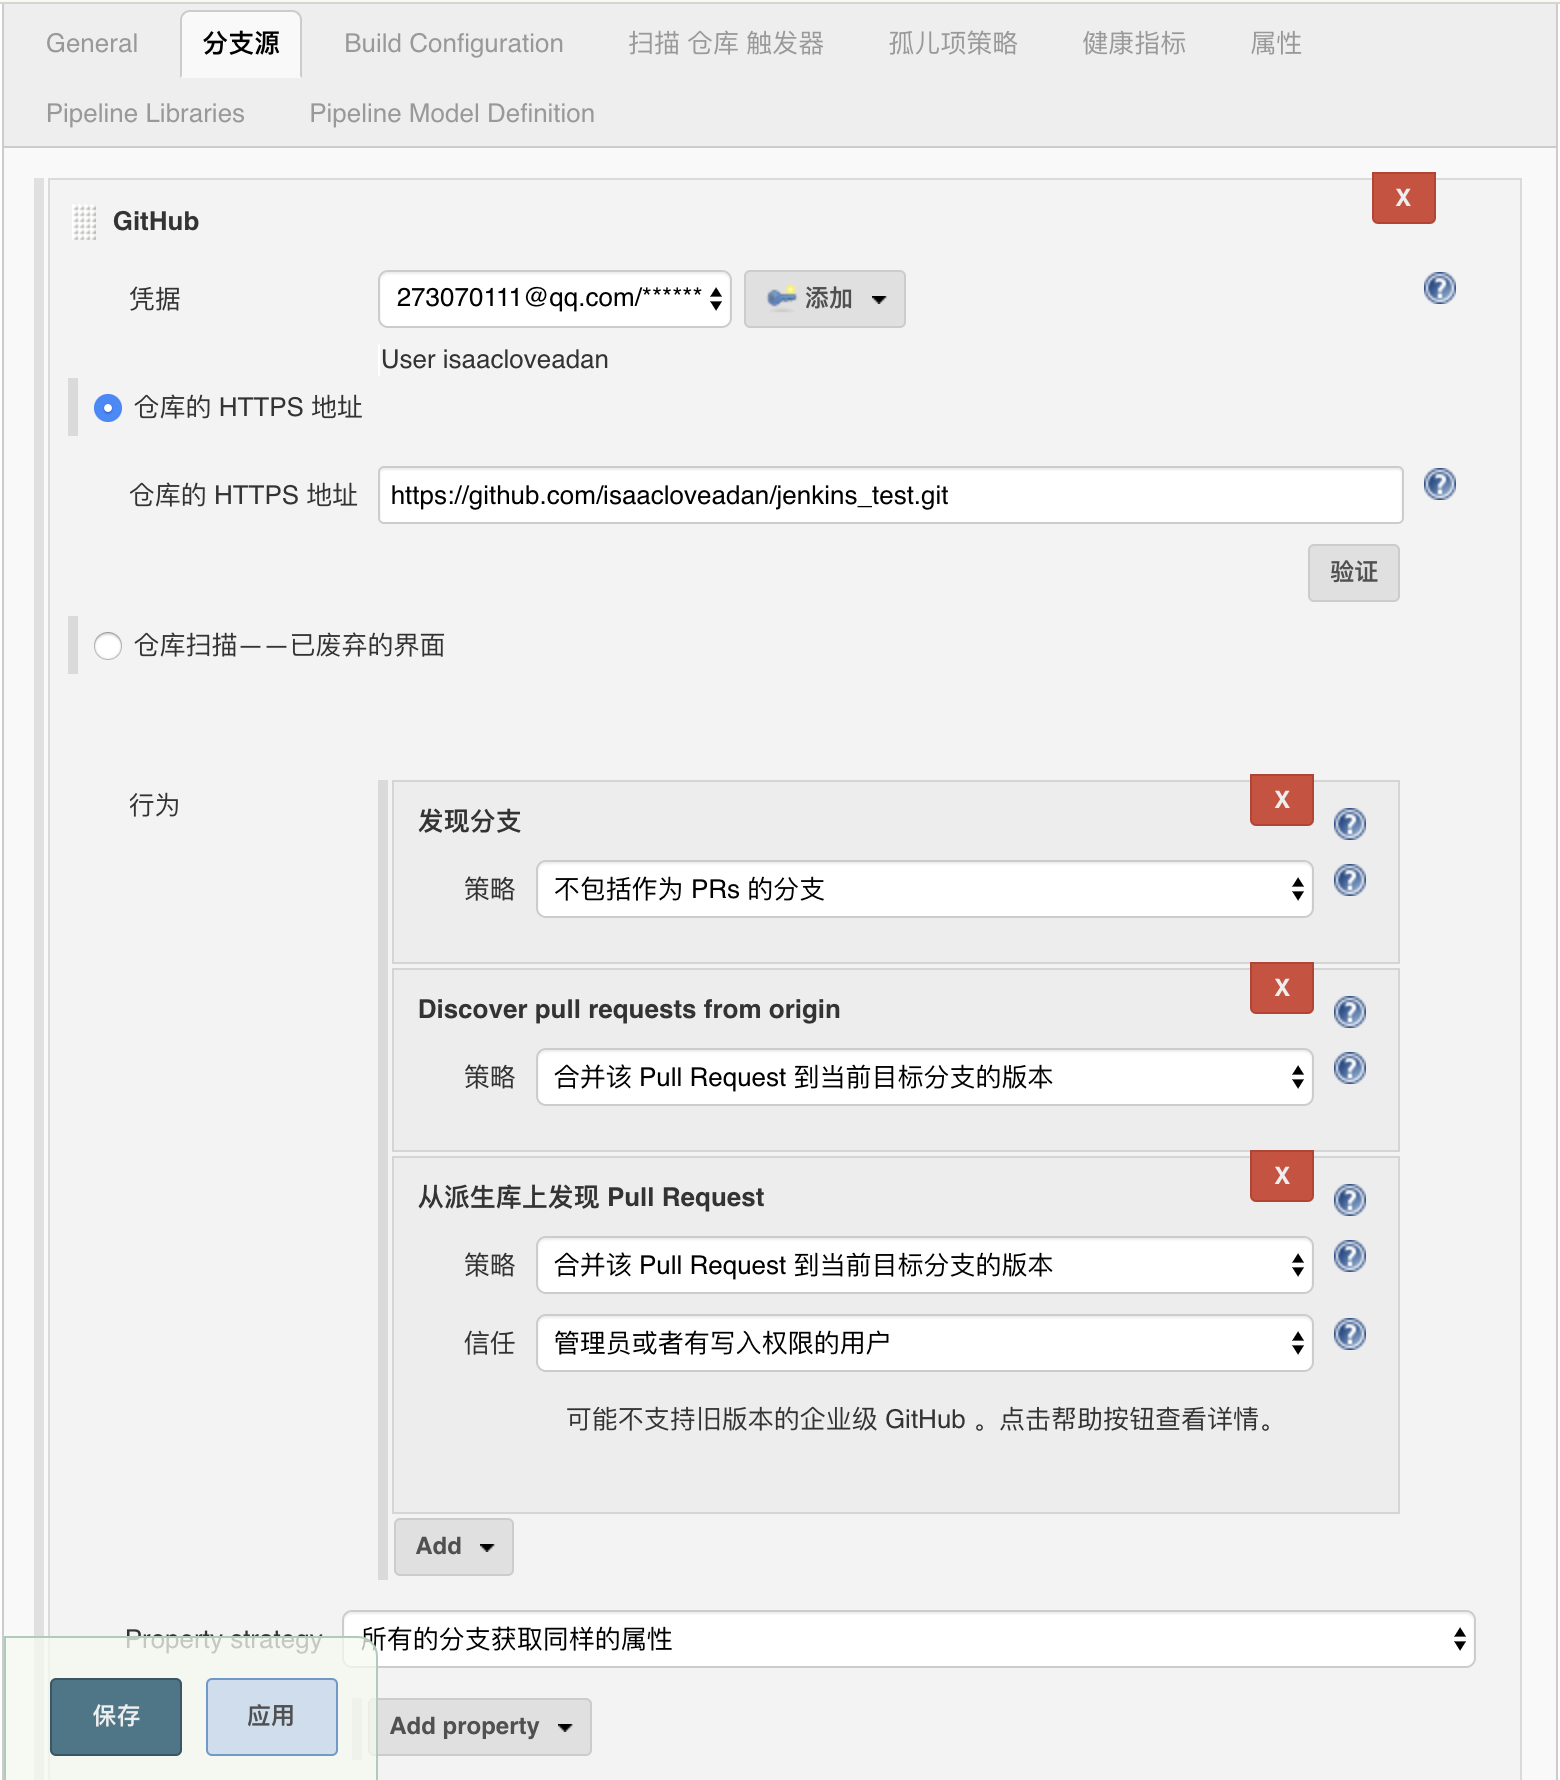 General 分支源 Build Configuration 扫描 仓库 触发器 孤儿项策略 健康指标 属性
Pipeline Libraries Pipeline Model Definition
X
GitHub
凭据 273070111@qq.com/****** 添加
User isaacloveadan
仓库的 HTTPS 地址
仓库的 HTTPS 地址 https://github.com/isaacloveadan/jenkins_test.git
验证
仓库扫描——已废弃的界面
行为
发现分支 X
策略 不包括作为 PRs 的分支
Discover pull requests from origin X
策略 合并该 Pull Request 到当前目标分支的版本
从派生库上发现 Pull Request X
策略 合并该 Pull Request 到当前目标分支的版本
信任 管理员或者有写入权限的用户
可能不支持旧版本的企业级 GitHub 。点击帮助按钮查看详情。
Add
Property strategy 所有的分支获取同样的属性
保存 应用 Add property